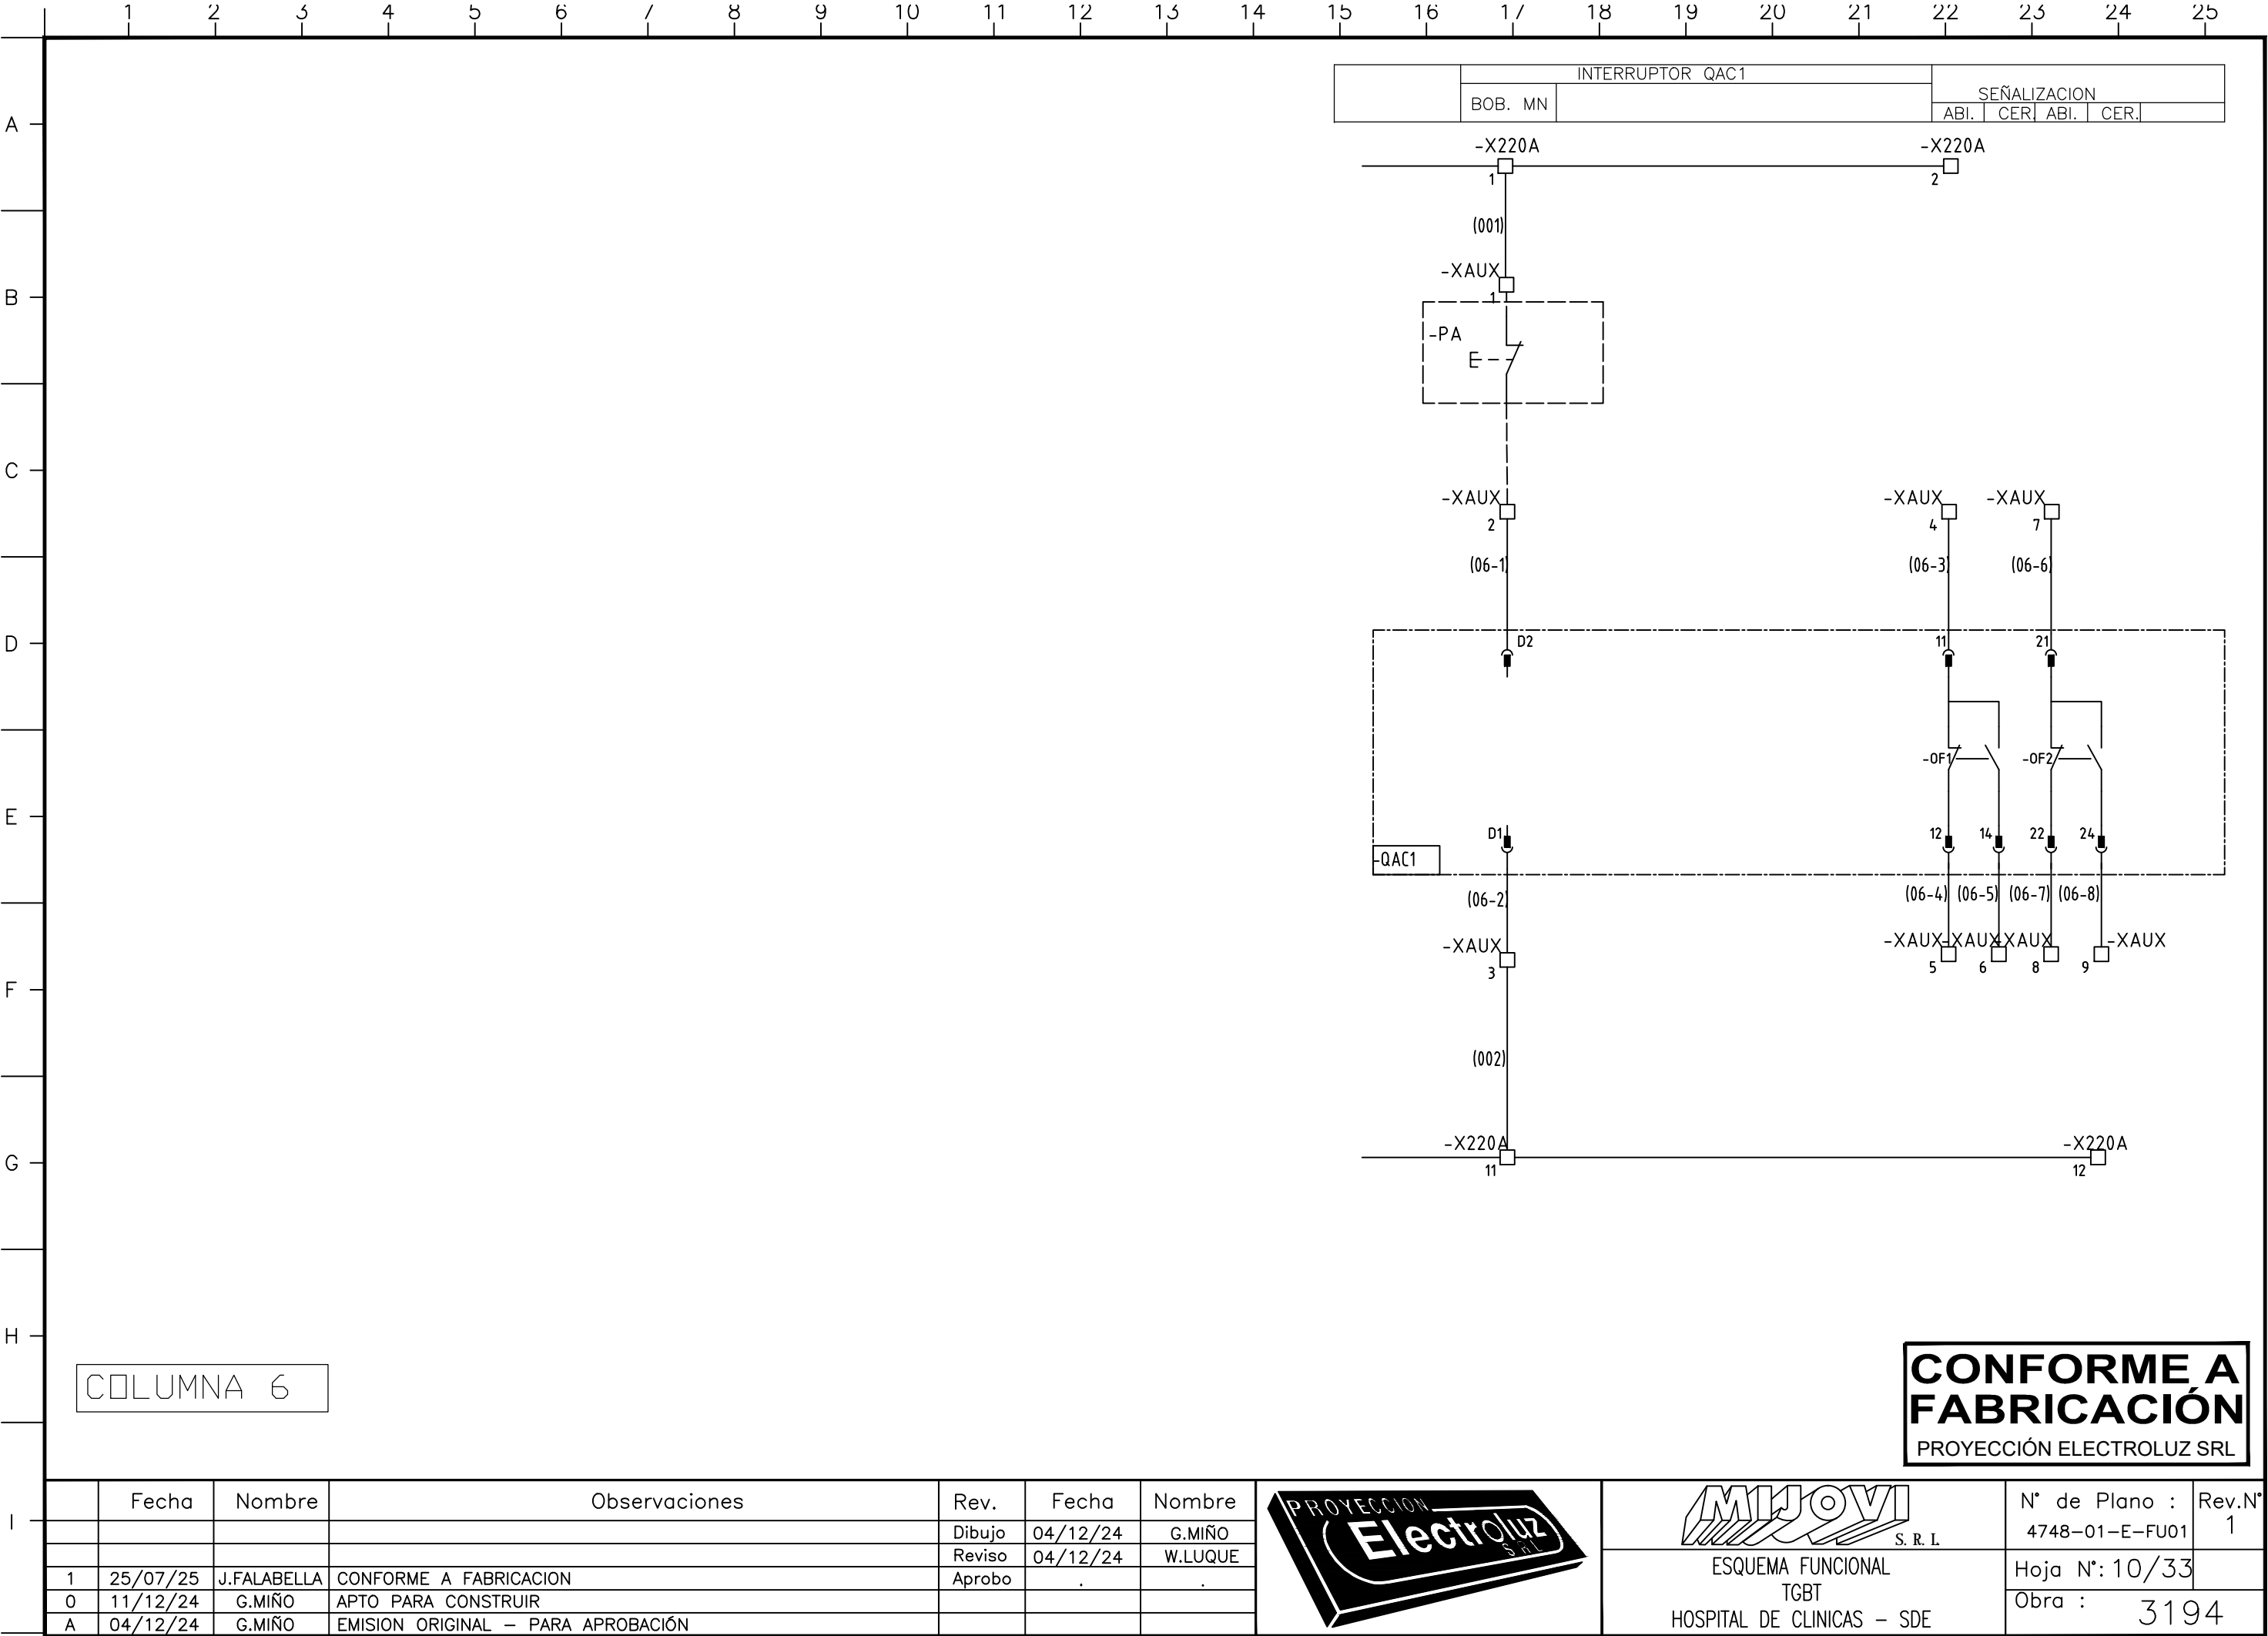 1 2 3 4 5 6 7 8 9 10 11 12 13 14 15 16 17 18 19 20 21 22 23 24 25
INTERRUPTOR QAC1
BOB. MN
SEÑALIZACION
ABI. CER. ABI. CER.
A
-X220A -X220A
1 2
(001)
-XAUX
B
1
-PA
C
-XAUX -XAUX -XAUX
2 4 7
(06-1) (06-3) (06-6)
D
D2 11 21
-OF1 -OF2
E
D1 12 14 22 24
-QAC1
(06-2) (06-4) (06-5) (06-7) (06-8)
-XAUX -XAUX -XAUX -XAUX -XAUX
3 5 6 8 9
F
(002)
-X220A -X220A
G
11 12
H
COLUMNA 6
CONFORME A
FABRICACIÓN
PROYECCIÓN ELECTROLUZ SRL
I
Fecha Nombre Observaciones Rev. Fecha Nombre
Dibujo 04/12/24 G.MIÑO
Reviso 04/12/24 W.LUQUE
1 25/07/25 J.FALABELLA CONFORME A FABRICACION Aprobo . .
0 11/12/24 G.MIÑO APTO PARA CONSTRUIR
A 04/12/24 G.MIÑO EMISION ORIGINAL – PARA APROBACIÓN
PROYECCION
Electroluz
SRL
MIJOVI
S. R. L
ESQUEMA FUNCIONAL
TGBT
HOSPITAL DE CLINICAS – SDE
N° de Plano :
4748-01-E-FU01
Rev.N°
1
Hoja N°: 10/33
Obra : 3194